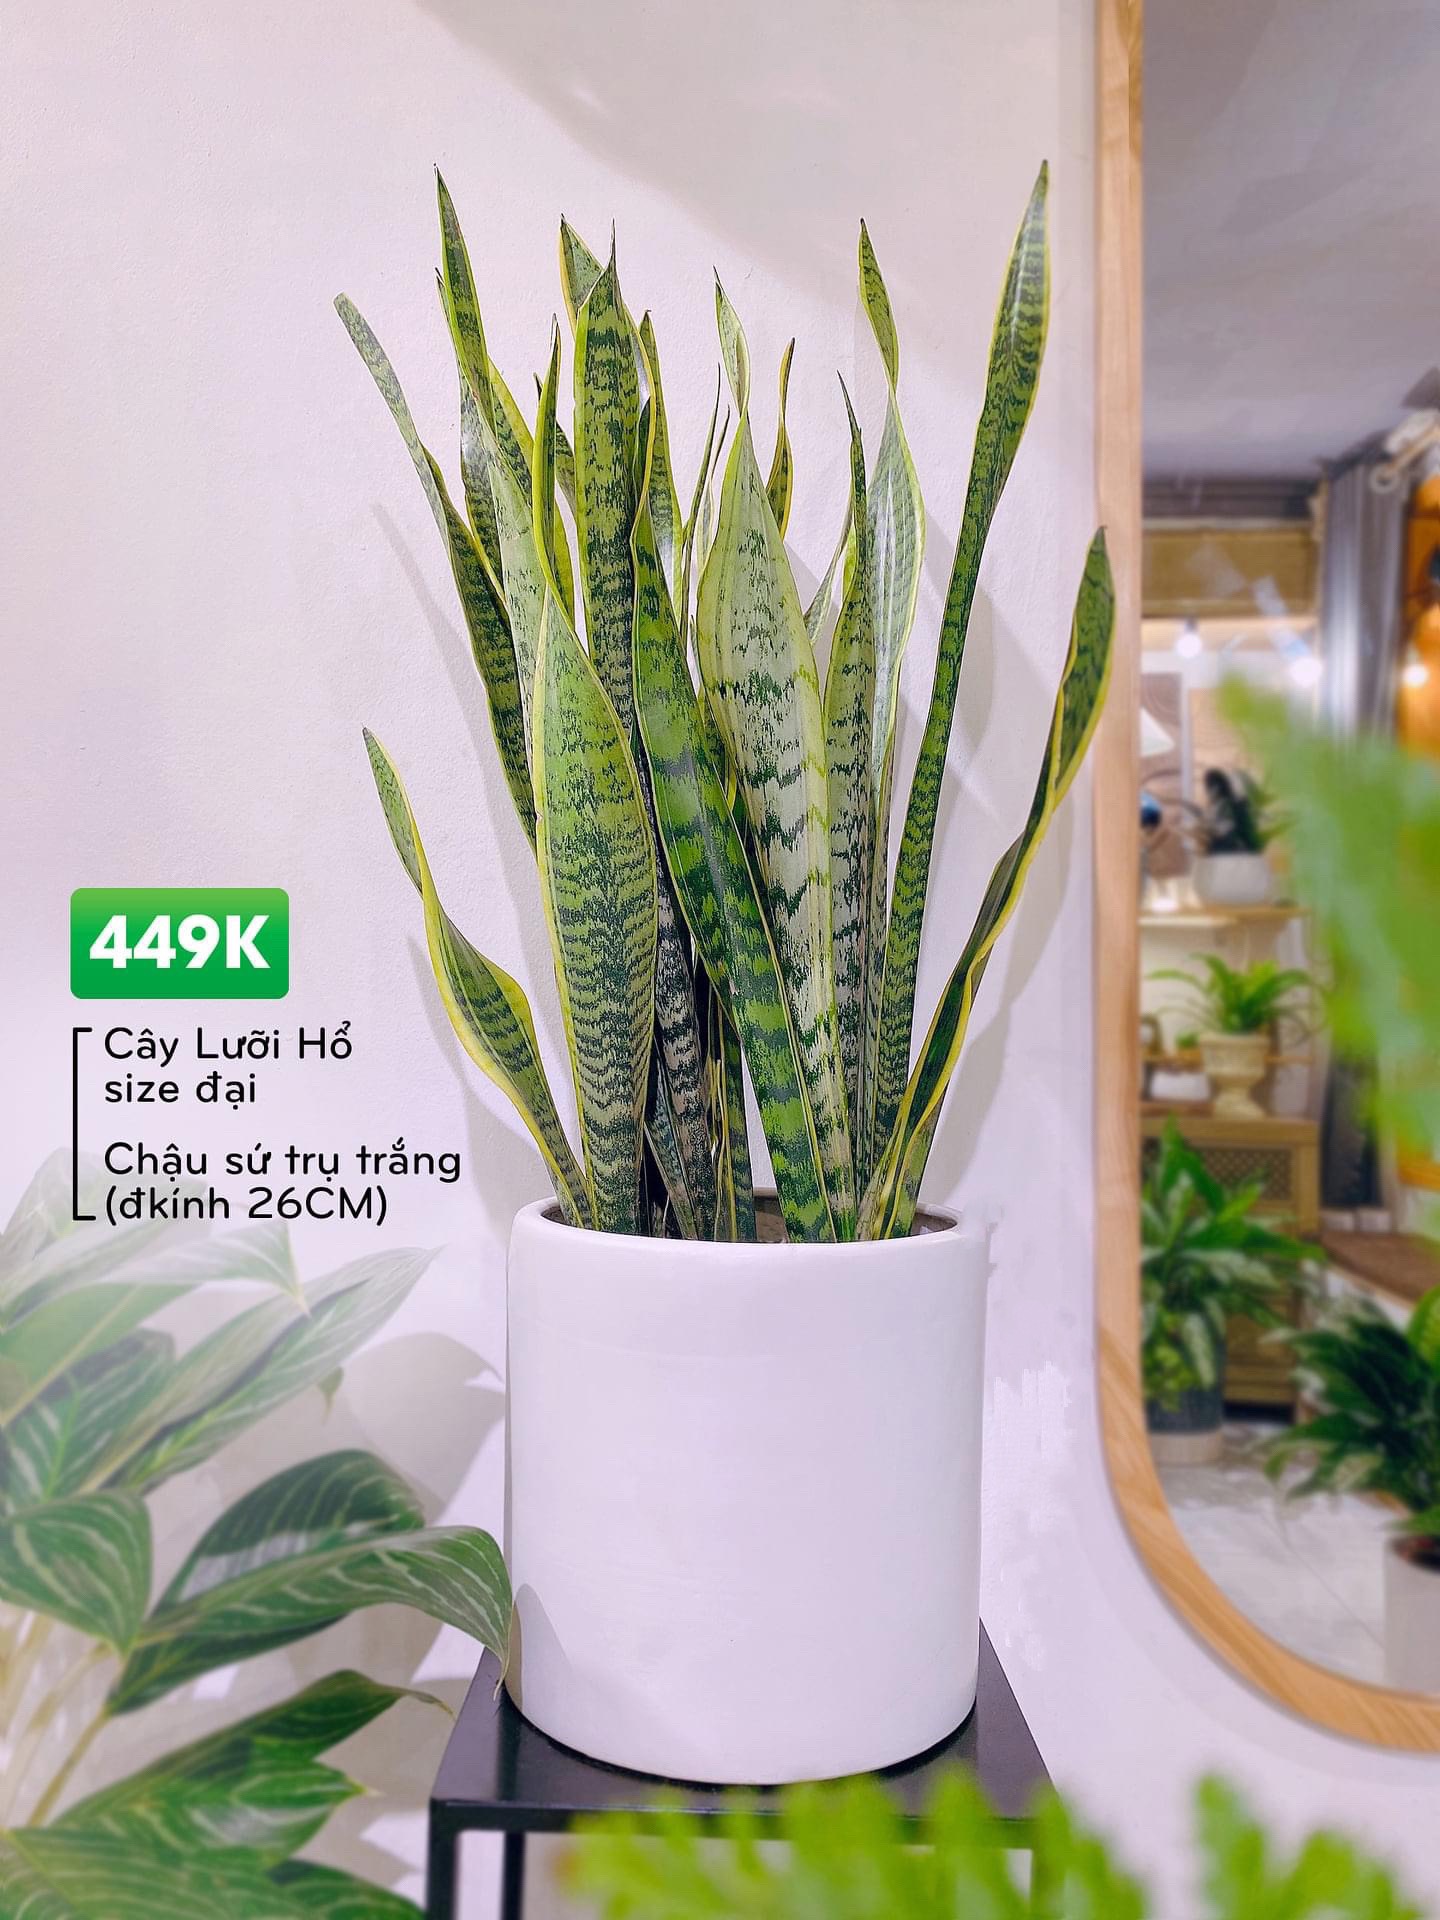 449K
Cây Lưỡi Hổ
size đại
Chậu sứ trụ trắng
(đkính 26CM)